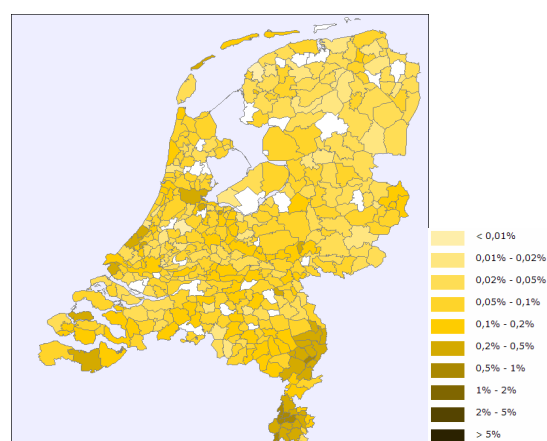 < 0,01%
0,01% - 0,02%
0,02% - 0,05%
0,05% - 0,1%
0,1% - 0,2%
0,2% - 0,5%
0,5% - 1%
1% - 2%
2% - 5%
> 5%